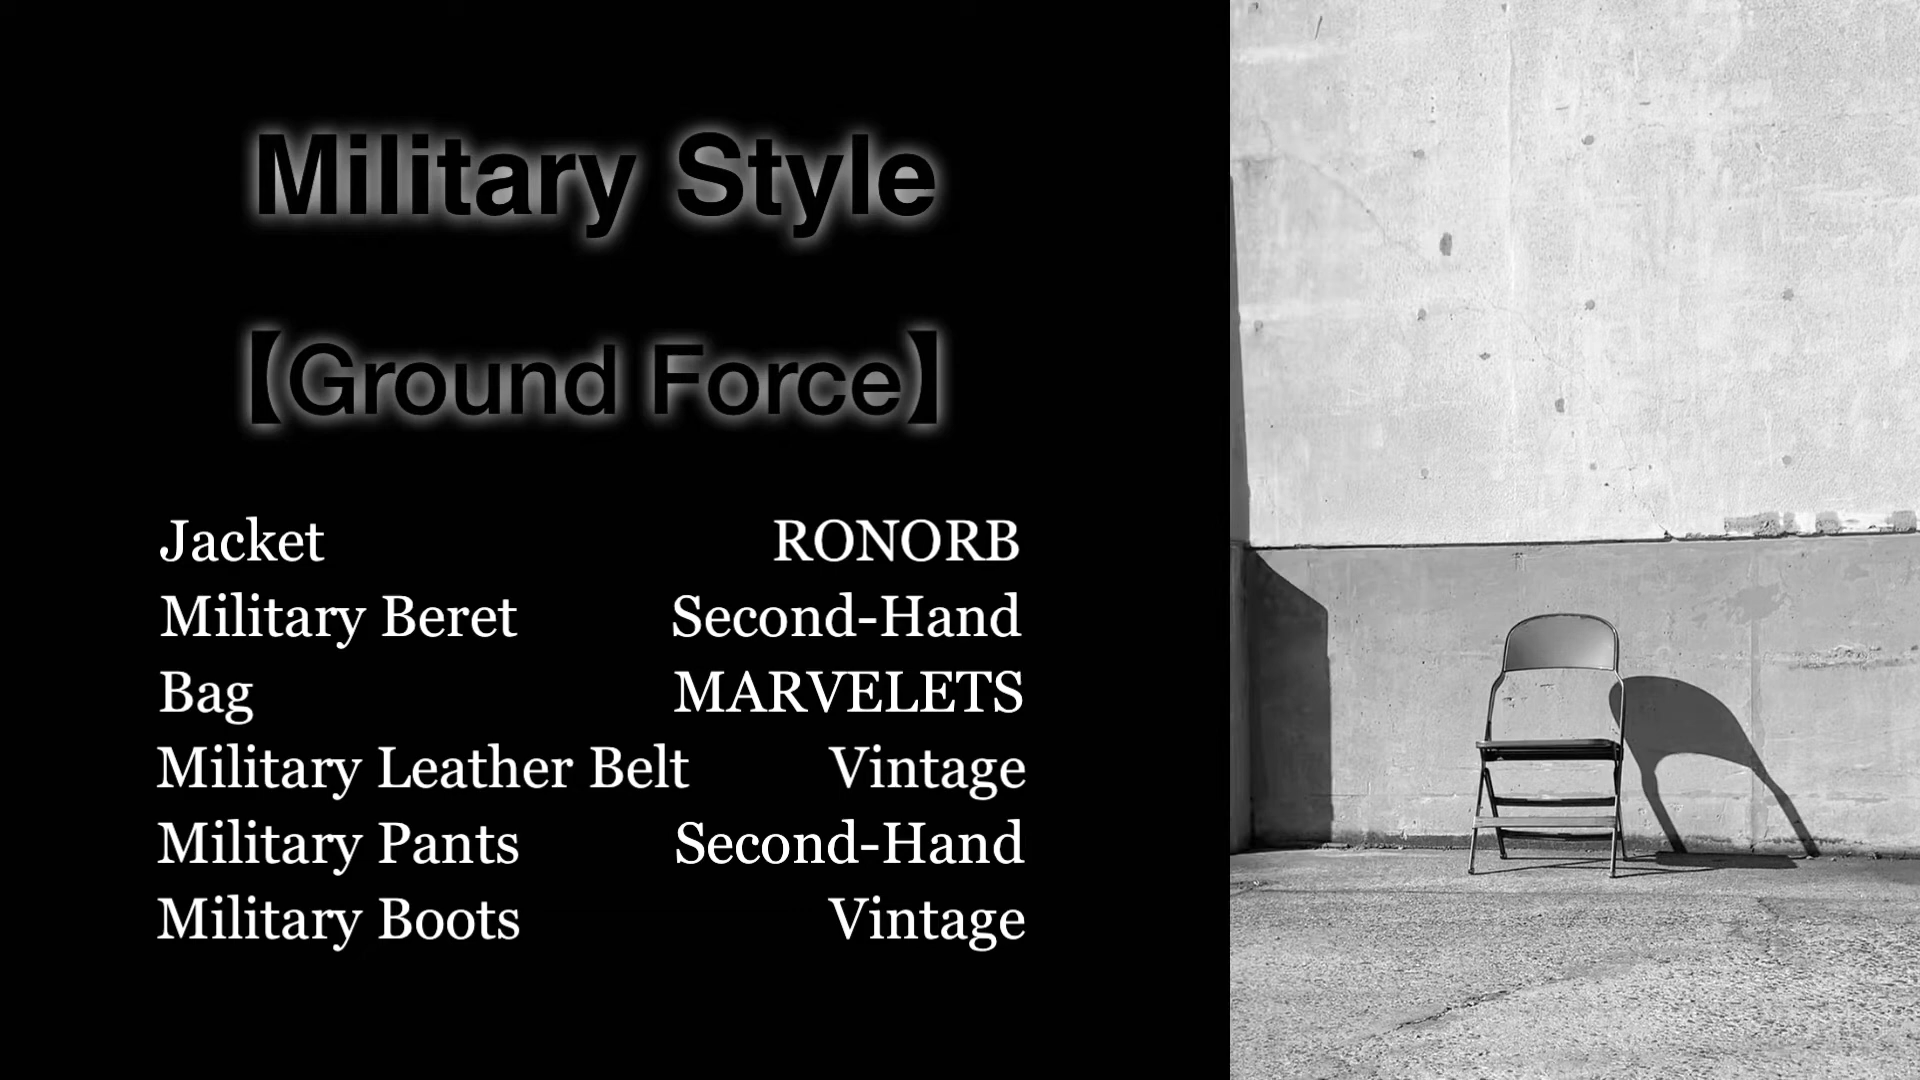 Military Style
【Ground Force】
Jacket RONORB
Military Beret Second-Hand
Bag MARVELETS
Military Leather Belt Vintage
Military Pants Second-Hand
Military Boots Vintage